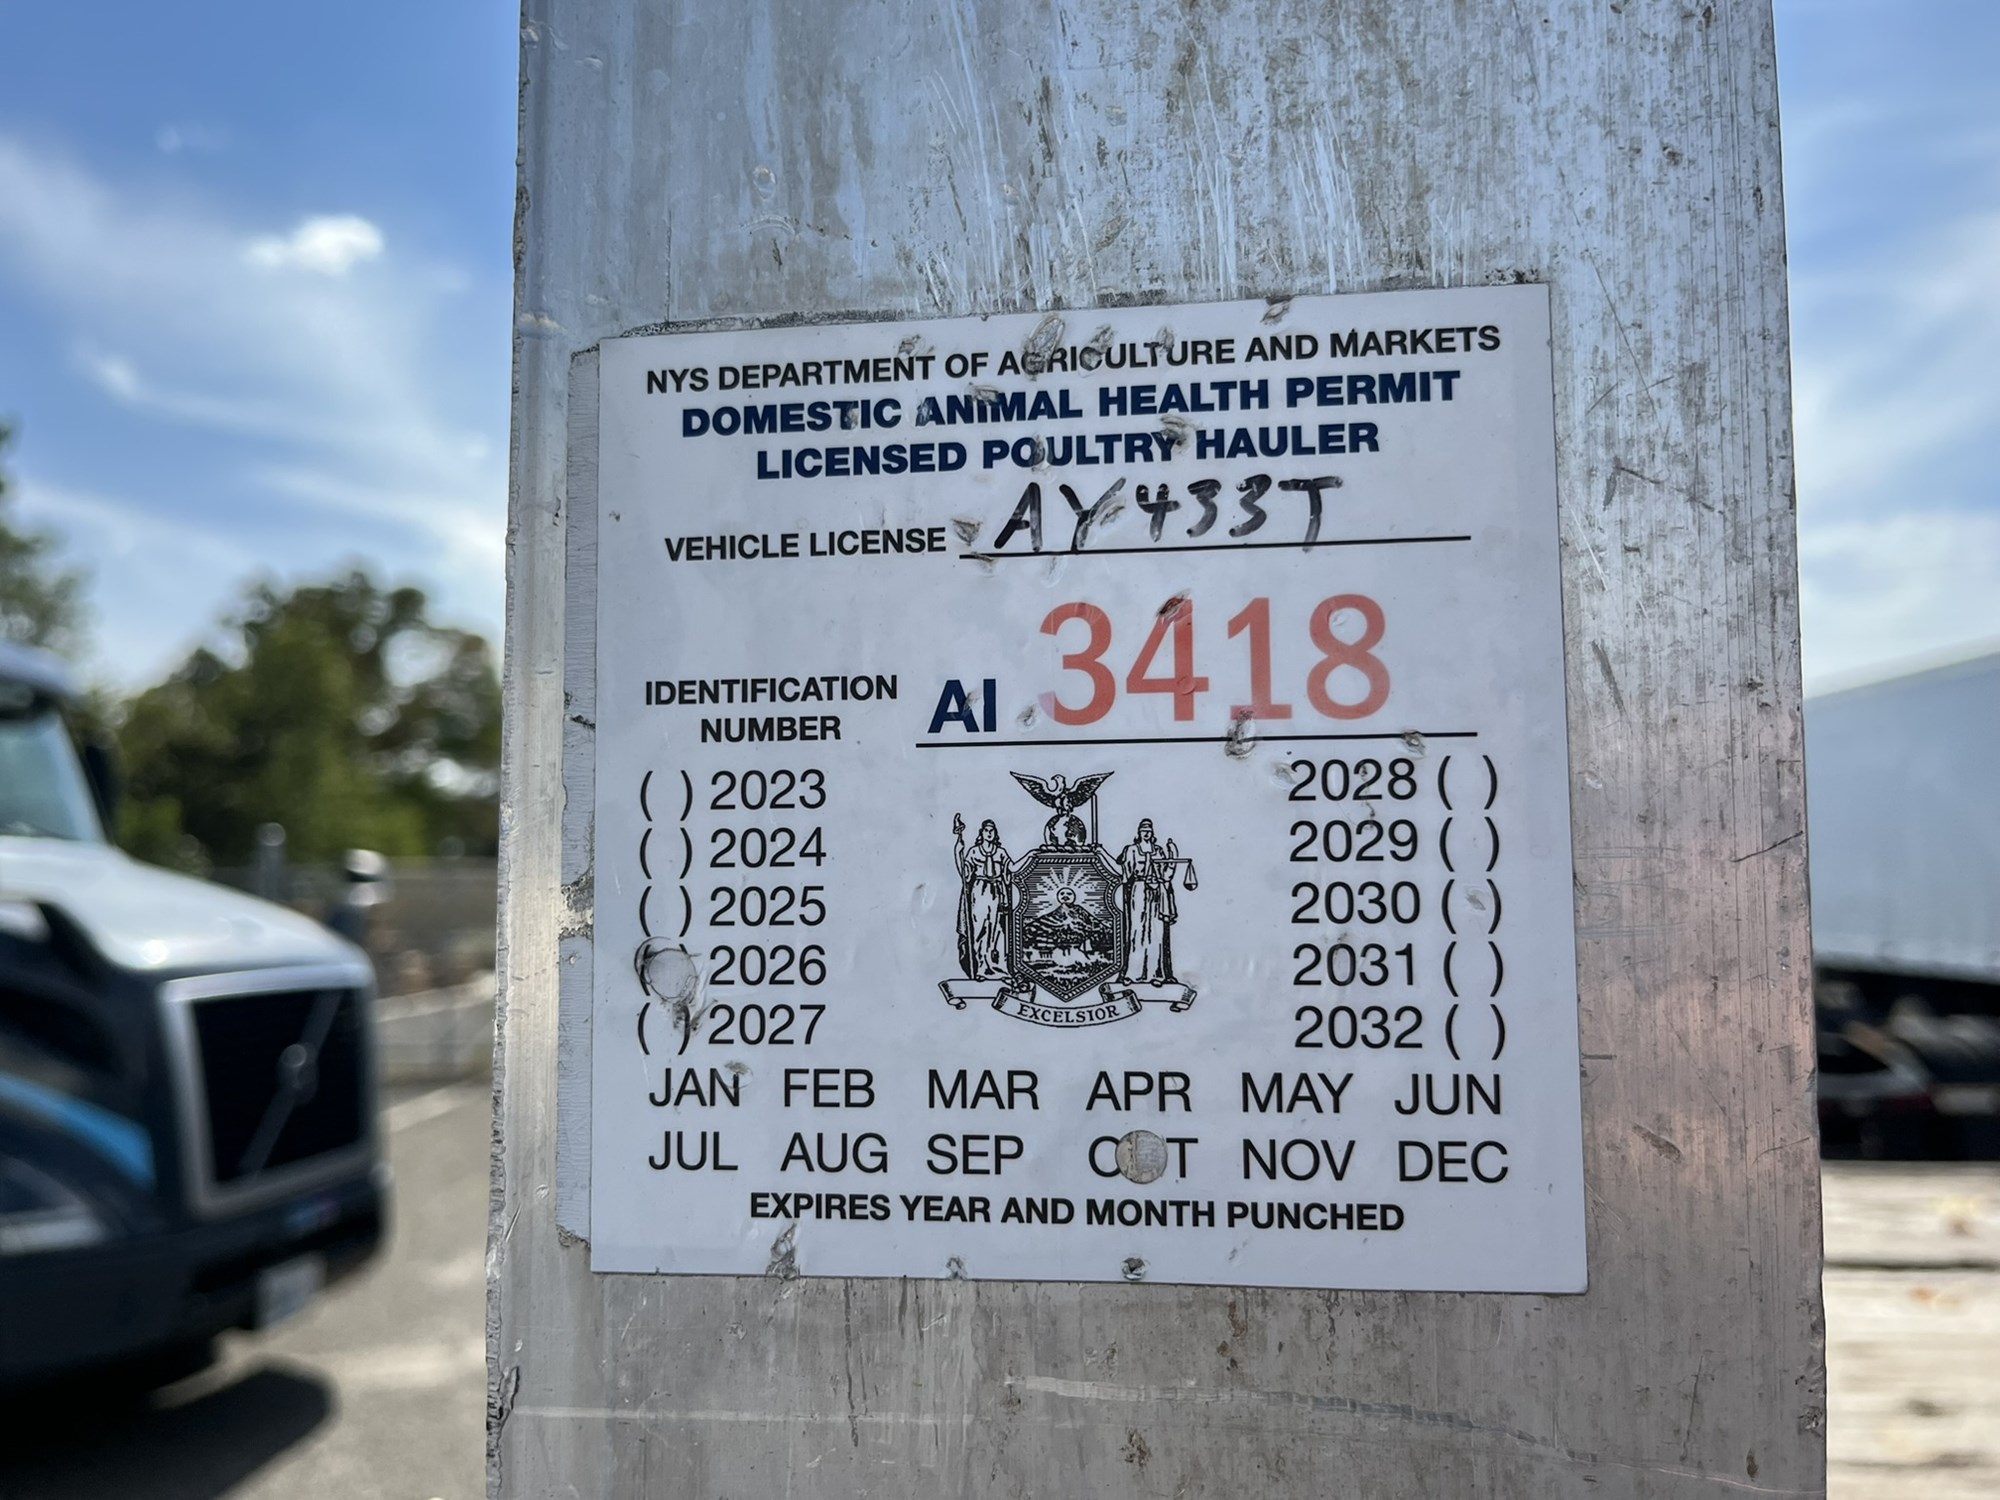 NYS DEPARTMENT OF AGRICULTURE AND MARKETS
DOMESTIC ANIMAL HEALTH PERMIT
LICENSED POULTRY HAULER
VEHICLE LICENSE AY433T
IDENTIFICATION NUMBER AI 3418
( ) 2023 2028 ( )
( ) 2024 2029 ( )
( ) 2025 2030 ( )
( ) 2026 2031 ( )
( ) 2027 2032 ( )
EXCELSIOR
JAN FEB MAR APR MAY JUN
JUL AUG SEP OCT NOV DEC
EXPIRES YEAR AND MONTH PUNCHED